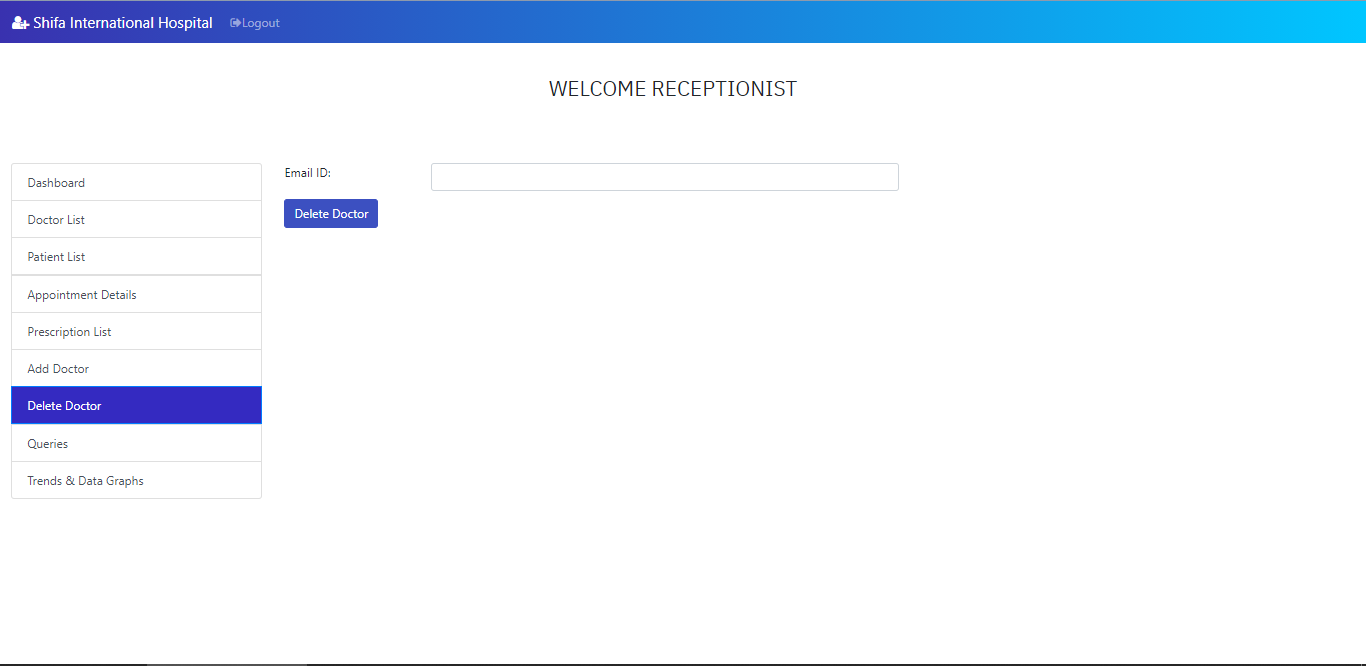 Shifa International Hospital Logout
WELCOME RECEPTIONIST
Dashboard
Doctor List
Patient List
Appointment Details
Prescription List
Add Doctor
Delete Doctor
Queries
Trends & Data Graphs
Email ID:
Delete Doctor